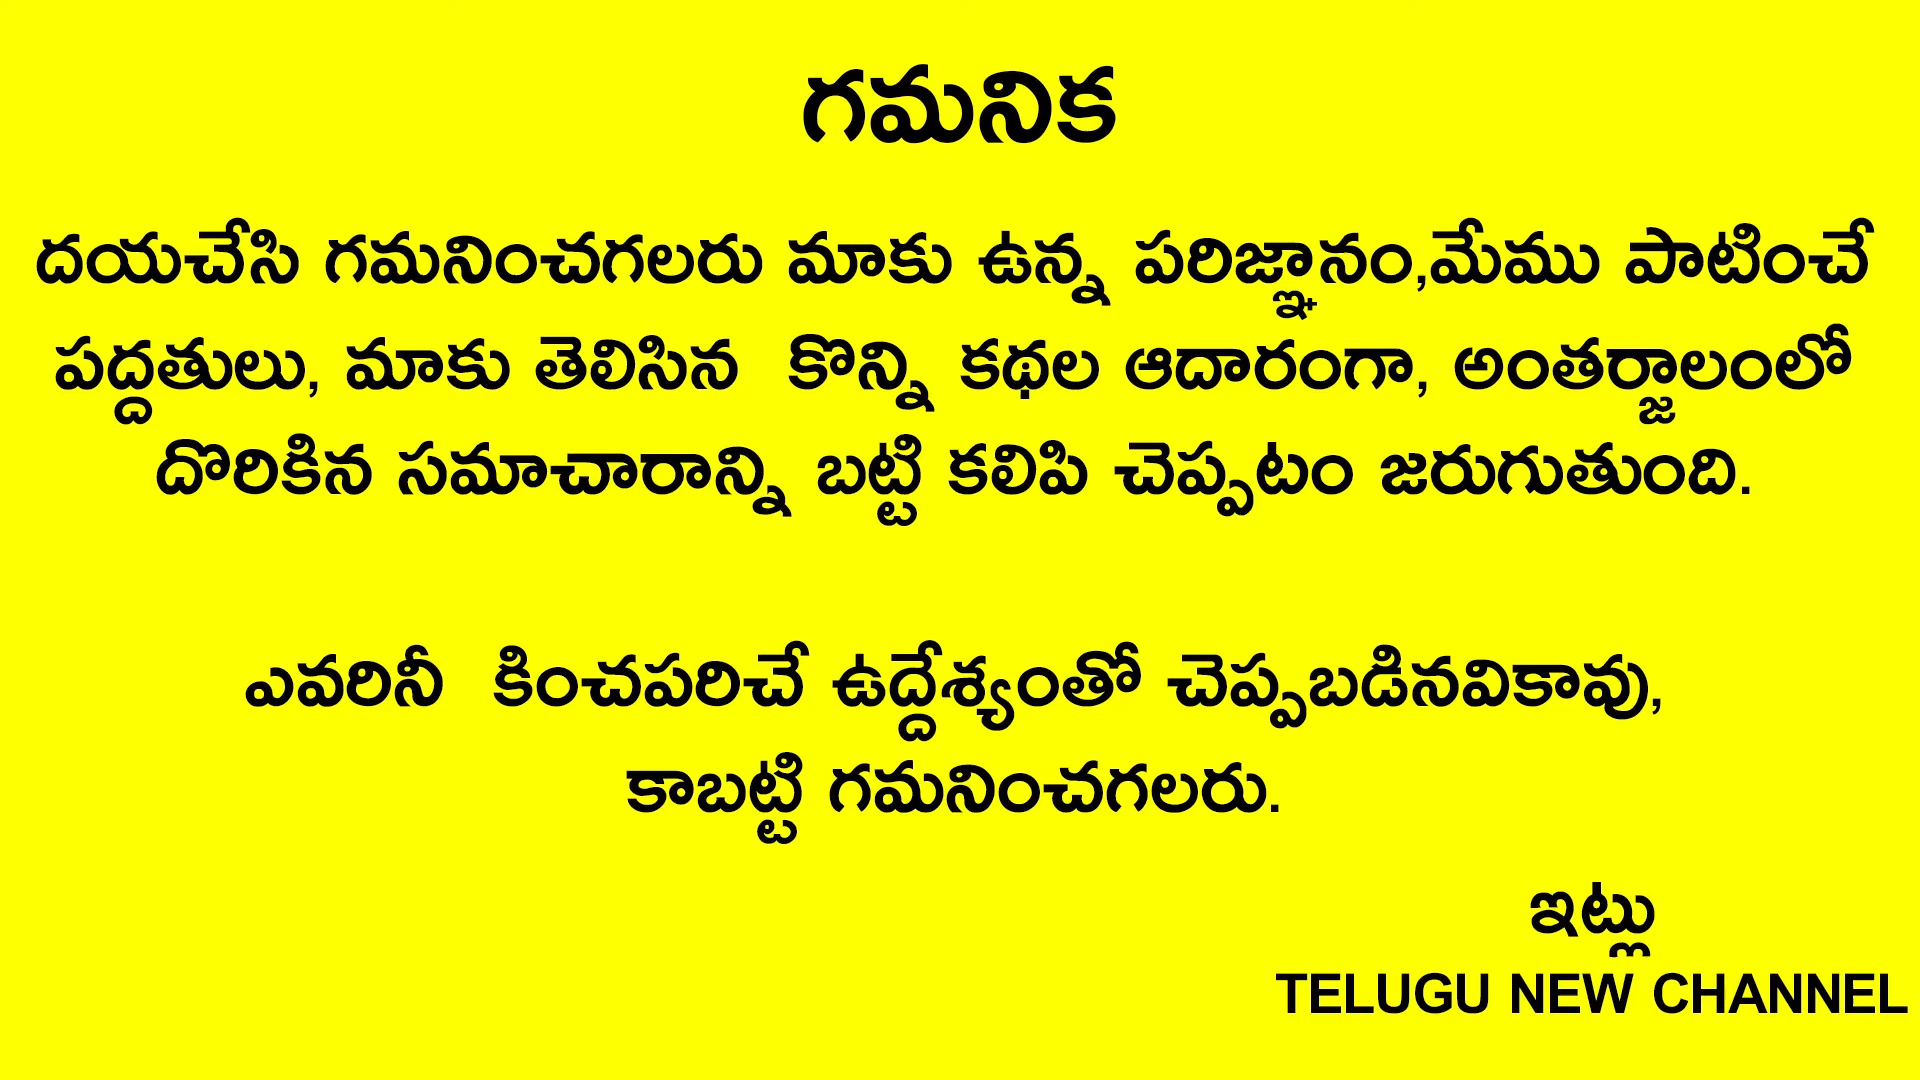 గమనిక
దయచేసి గమనించగలరు మాకు ఉన్న పరిజ్ఞానం,మేము పాటించే
పద్దతులు, మాకు తెలిసిన కొన్ని కథల ఆదారంగా, అంతర్జాలంలో
దొరికిన సమాచారాన్ని బట్టి కలిపి చెప్పటం జరుగుతుంది.
ఎవరినీ కించపరిచే ఉద్దేశ్యంతో చెప్పబడినవికావు,
కాబట్టి గమనించగలరు.
ఇట్లు
TELUGU NEW CHANNEL